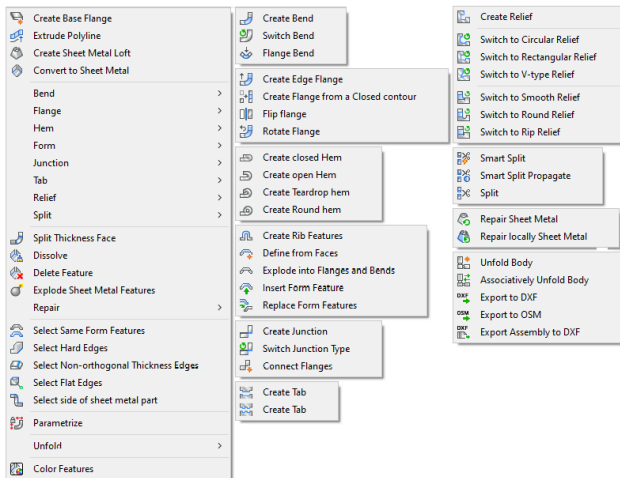 Create Base Flange
Extrude Polyline
Create Sheet Metal Loft
Convert to Sheet Metal
Bend
Flange
Hem
Form
Junction
Tab
Relief
Split
Split Thickness Face
Dissolve
Delete Feature
Explode Sheet Metal Features
Repair
Select Same Form Features
Select Hard Edges
Select Non-orthogonal Thickness Edges
Select Flat Edges
Select side of sheet metal part
Parametrize
Unfold
Color Features
Create Bend
Switch Bend
Flange Bend
Create Edge Flange
Create Flange from a Closed contour
Flip flange
Rotate Flange
Create closed Hem
Create open Hem
Create Teardrop hem
Create Round hem
Create Rib Features
Define from Faces
Explode into Flanges and Bends
Insert Form Feature
Replace Form Features
Create Junction
Switch Junction Type
Connect Flanges
Create Tab
Create Tab
Create Relief
Switch to Circular Relief
Switch to Rectangular Relief
Switch to V-type Relief
Switch to Smooth Relief
Switch to Round Relief
Switch to Rip Relief
Smart Split
Smart Split Propagate
Split
Repair Sheet Metal
Repair locally Sheet Metal
Unfold Body
Associatively Unfold Body
DXF Export to DXF
OSM Export to OSM
DXF Export Assembly to DXF